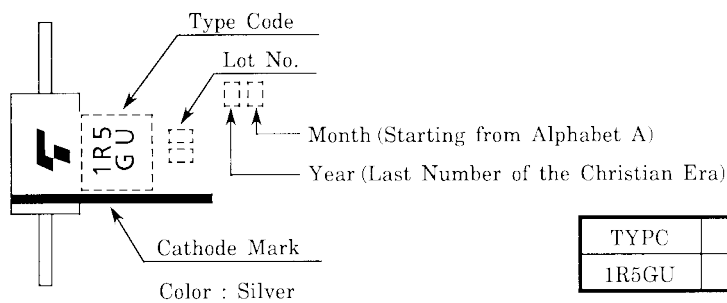 Type Code
Lot No.
1R5
GU
Month (Starting from Alphabet A)
Year (Last Number of the Christian Era)
Cathode Mark
Color : Silver
TYPC
1R5GU